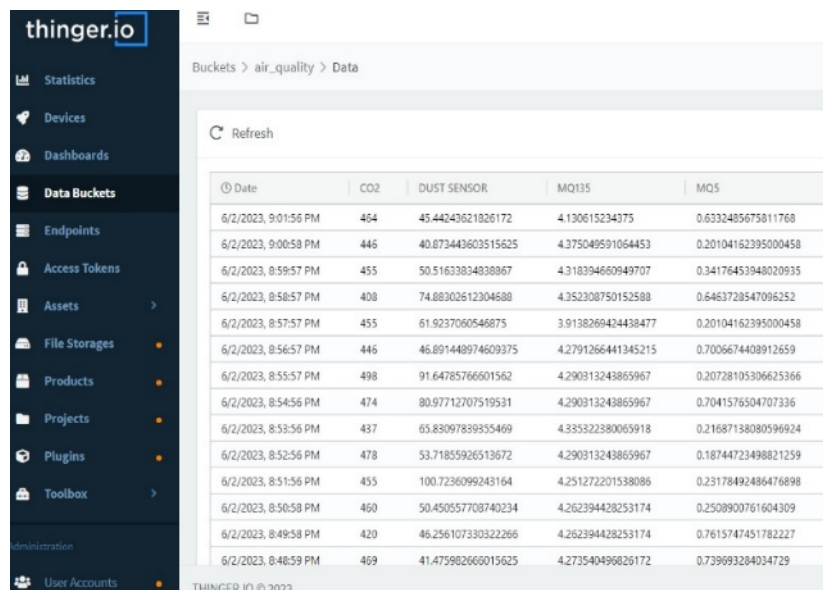 thinger.io
Statistics
Devices
Dashboards
Data Buckets
Endpoints
Access Tokens
Assets
File Storages
Products
Projects
Plugins
Toolbox
Administration
User Accounts
Buckets > air_quality > Data
Refresh
Date CO2 DUST SENSOR MQ135 MQ5
6/2/2023, 9:01:56 PM 464 45.44243621826172 4.130615234375 0.6332485675811768
6/2/2023, 9:00:58 PM 446 40.873443603515625 4.375049591064453 0.20104162395000458
6/2/2023, 8:59:57 PM 455 50.51633834838867 4.318394660949707 0.34176453948020935
6/2/2023, 8:58:57 PM 408 74.88302612304688 4.352308750152588 0.6463728547096252
6/2/2023, 8:57:57 PM 455 61.9237060546875 3.9138269424438477 0.20104162395000458
6/2/2023, 8:56:57 PM 446 46.891448974609375 4.2791266441345215 0.7006674408912659
6/2/2023, 8:55:57 PM 498 91.64785766601562 4.290313243865967 0.20728105306625366
6/2/2023, 8:54:56 PM 474 80.97712707519531 4.290313243865967 0.7041576504707336
6/2/2023, 8:53:56 PM 437 65.83097839355469 4.335322380065918 0.21687138080596924
6/2/2023, 8:52:56 PM 478 53.71855926513672 4.290313243865967 0.18744723498821259
6/2/2023, 8:51:56 PM 455 100.7236099243164 4.251272201538086 0.23178492486476898
6/2/2023, 8:50:58 PM 460 50.450557708740234 4.262394428253174 0.2508900761604309
6/2/2023, 8:49:58 PM 420 46.256107330322266 4.262394428253174 0.7615747451782227
6/2/2023, 8:48:59 PM 469 41.475982666015625 4.273540496826172 0.739693284034729
THINGER.IO © 2023